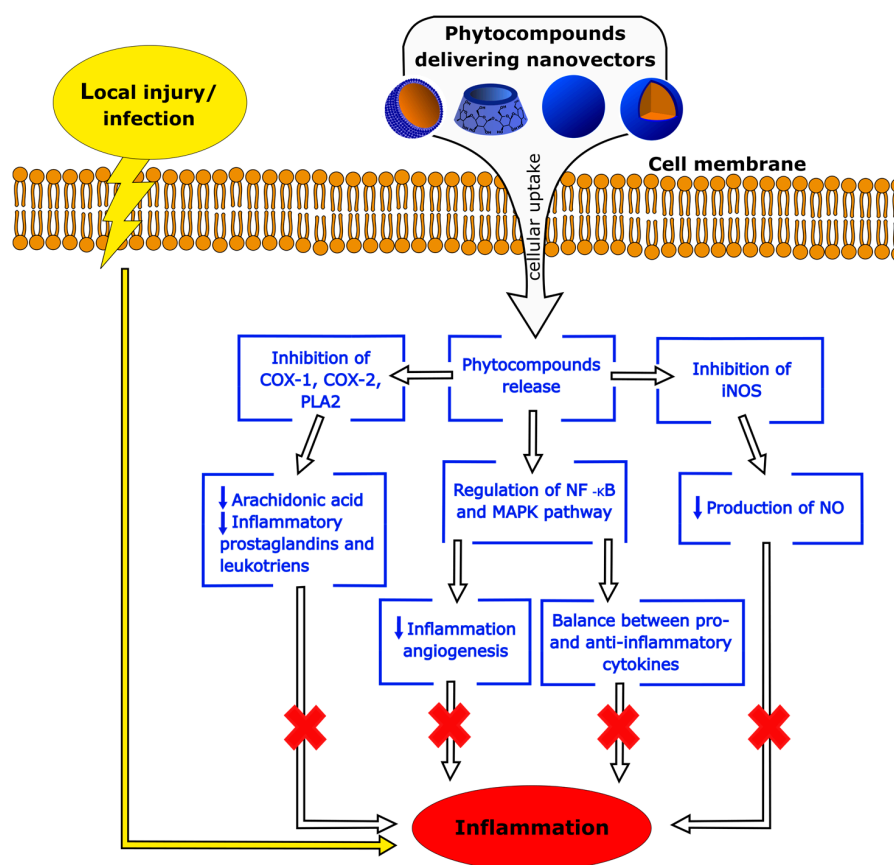 Phytocompounds
delivering nanovectors
Local injury/
infection
Cell membrane
cellular uptake
Inhibition of
COX-1, COX-2,
PLA2
Phytocompounds
release
Inhibition of
iNOS
↓ Arachidonic acid
↓ Inflammatory
prostaglandins and
leukotriens
Regulation of NF -κB
and MAPK pathway
↓ Production of NO
↓ Inflammation
angiogenesis
Balance between pro-
and anti-inflammatory
cytokines
Inflammation